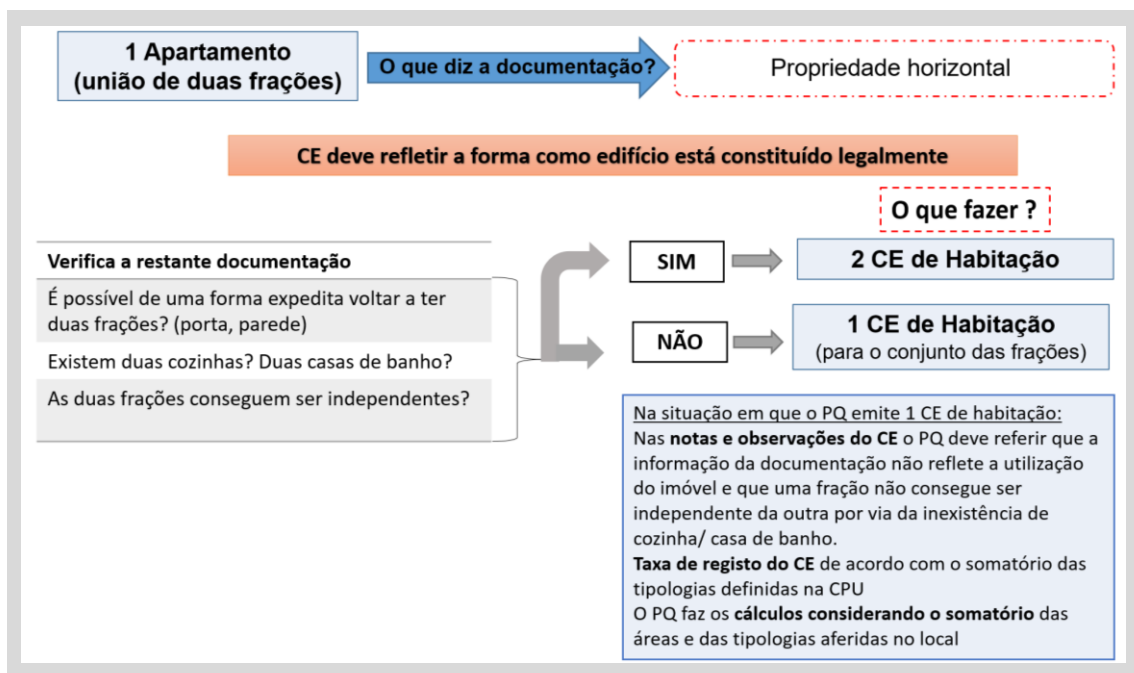 1 Apartamento
(união de duas frações)
O que diz a documentação?
Propriedade horizontal
CE deve refletir a forma como edifício está constituído legalmente
O que fazer ?
Verifica a restante documentação
É possível de uma forma expedita voltar a ter
duas frações? (porta, parede)
Existem duas cozinhas? Duas casas de banho?
As duas frações conseguem ser independentes?
SIM
2 CE de Habitação
NÃO
1 CE de Habitação
(para o conjunto das frações)
Na situação em que o PQ emite 1 CE de habitação:
Nas notas e observações do CE o PQ deve referir que a
informação da documentação não reflete a utilização
do imóvel e que uma fração não consegue ser
independente da outra por via da inexistência de
cozinha/ casa de banho.
Taxa de registo do CE de acordo com o somatório das
tipologias definidas na CPU
O PQ faz os cálculos considerando o somatório das
áreas e das tipologias aferidas no local